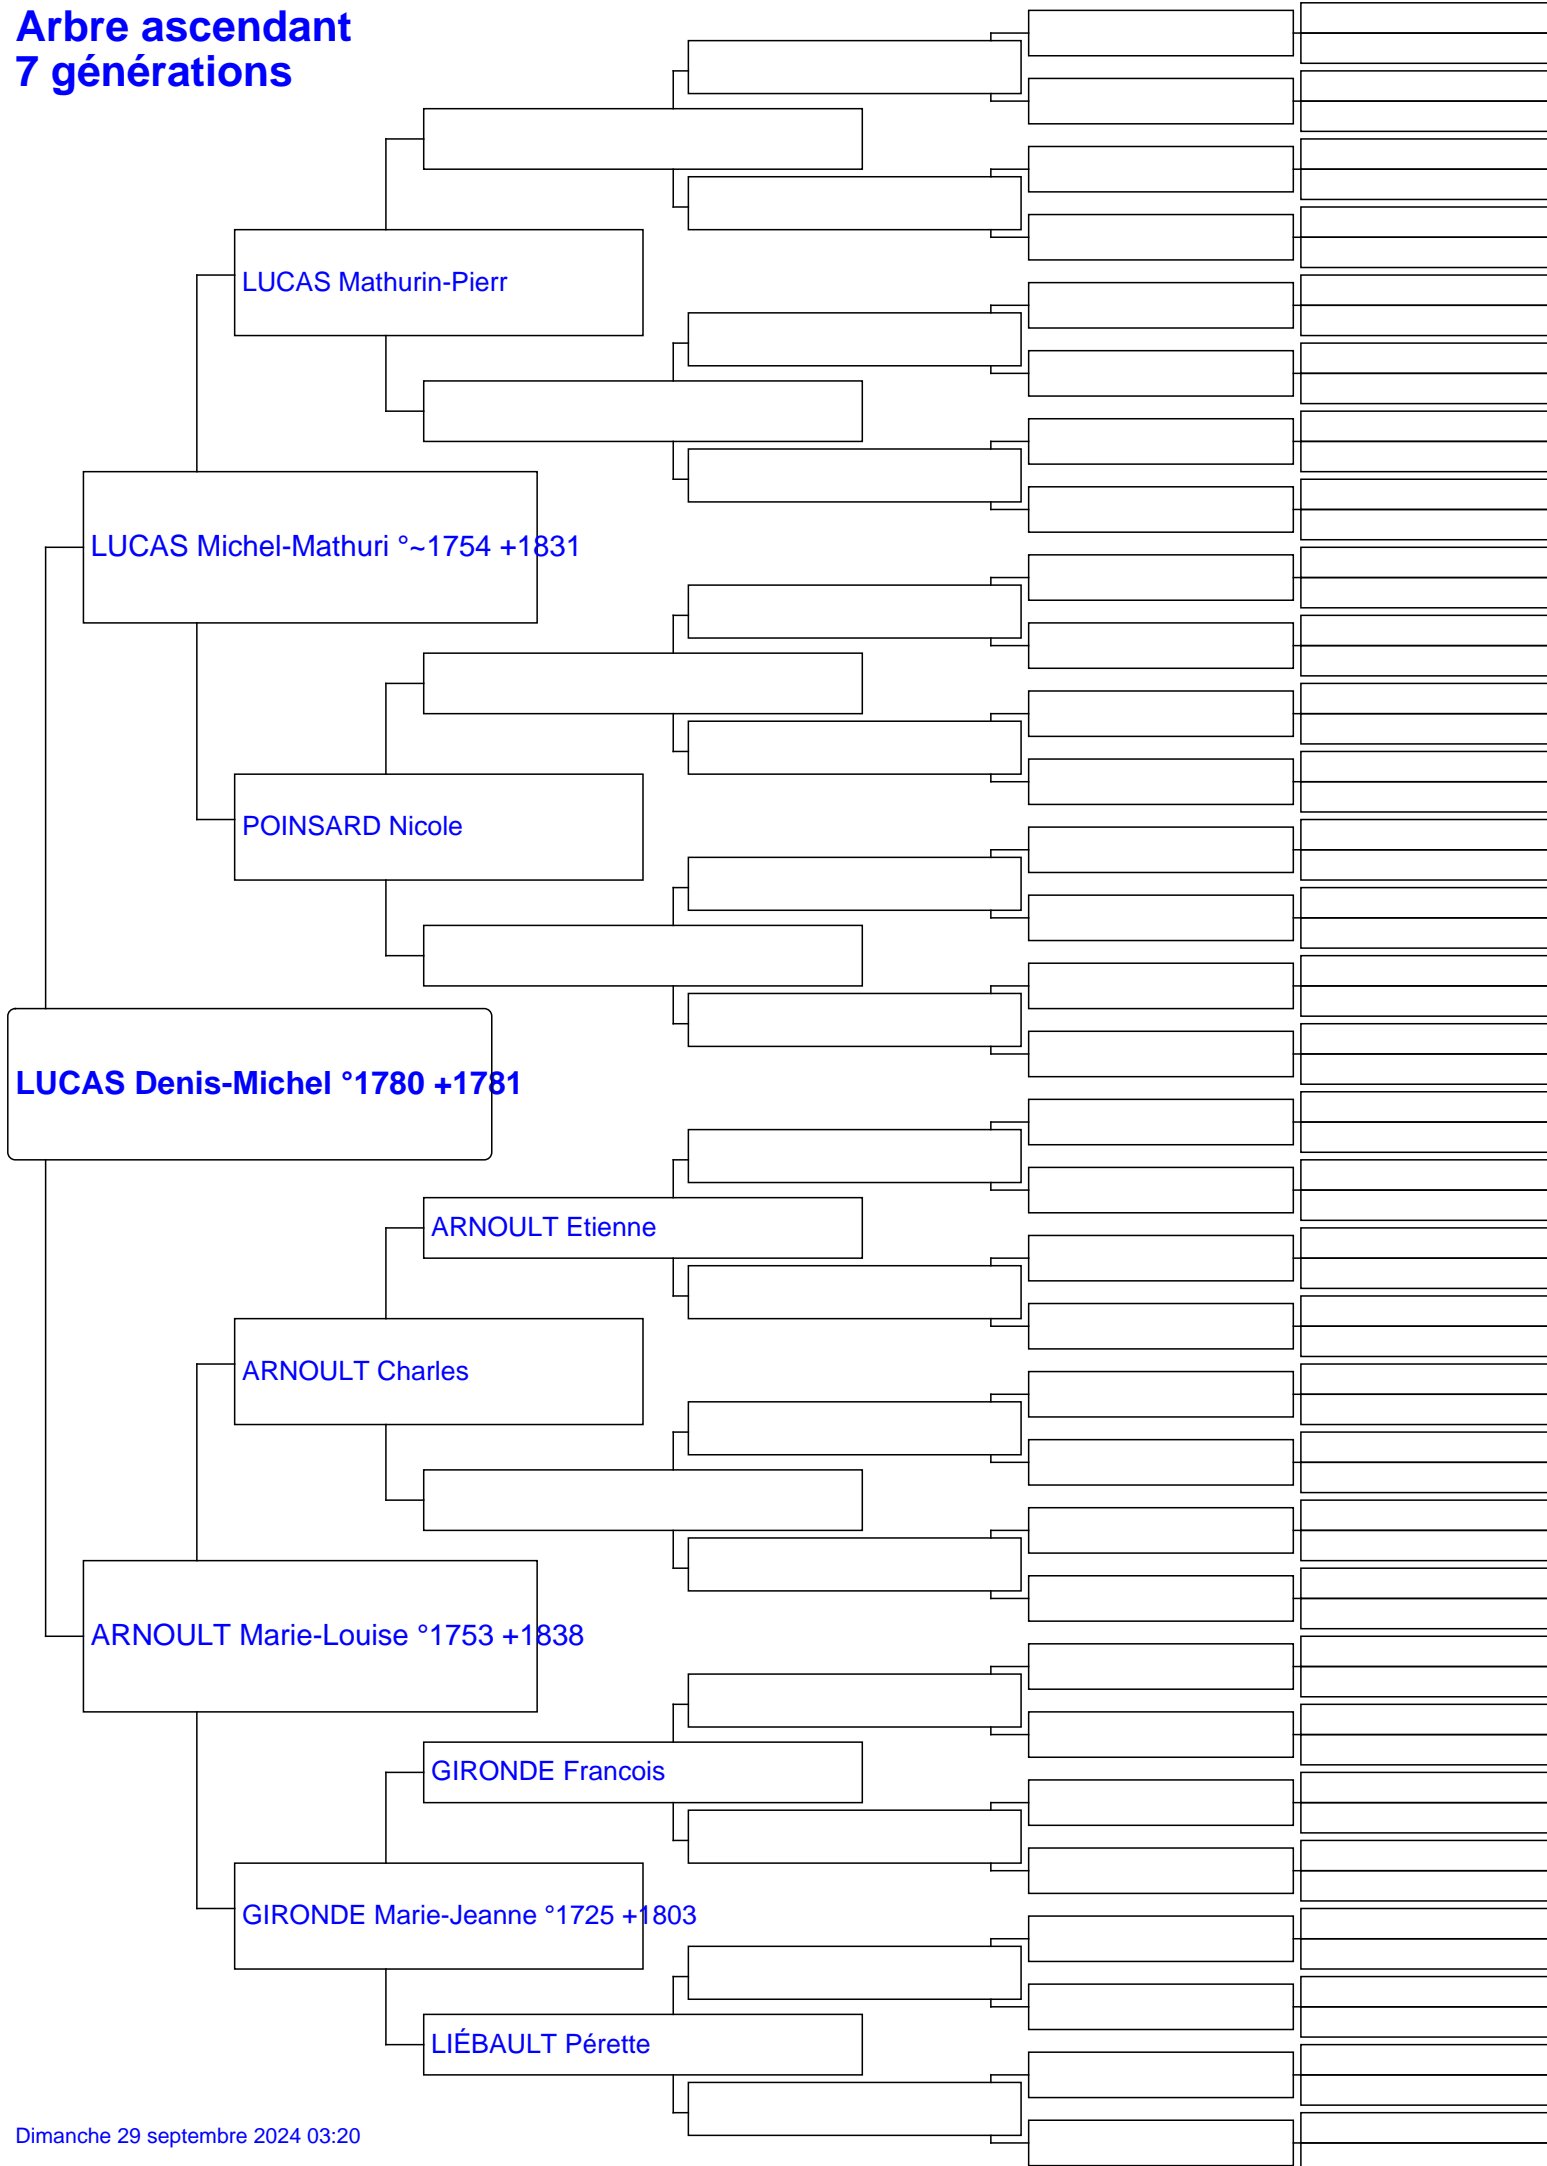 Arbre ascendant
7 générations
LUCAS Mathurin-Pierr
LUCAS Michel-Mathuri °~1754 +1831
POINSARD Nicole
LUCAS Denis-Michel °1780 +1781
ARNOULT Etienne
ARNOULT Charles
ARNOULT Marie-Louise °1753 +1838
GIRONDE Francois
GIRONDE Marie-Jeanne °1725 +1803
LIÉBAULT Pérette
Dimanche 29 septembre 2024 03:20